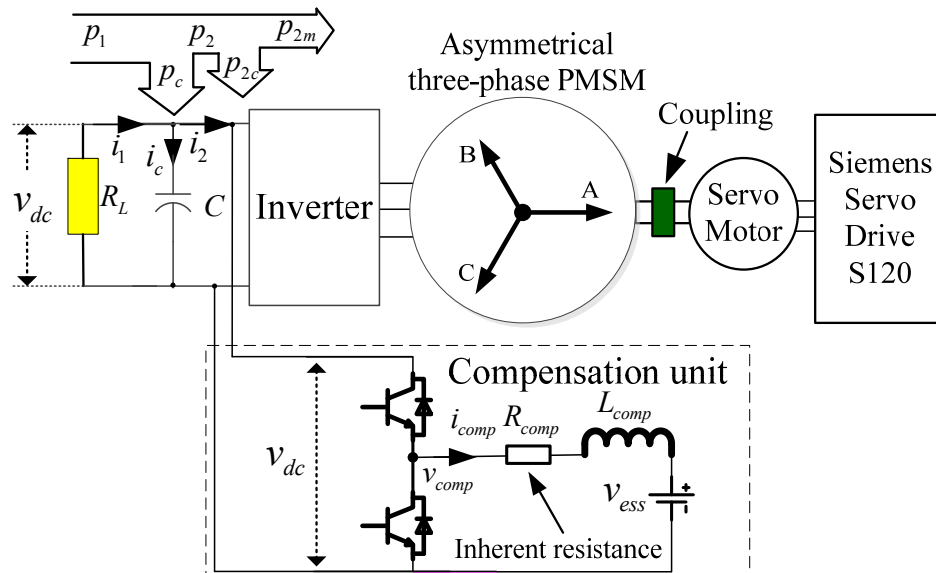 p1
p2
p2m
pc
p2c
Asymmetrical
three-phase PMSM
Coupling
i1
ic
i2
vdc
RL
C
Inverter
B
A
C
Servo
Motor
Siemens
Servo
Drive
S120
Compensation unit
vdc
icomp
Rcomp
Lcomp
vcomp
vess
+
-
Inherent resistance